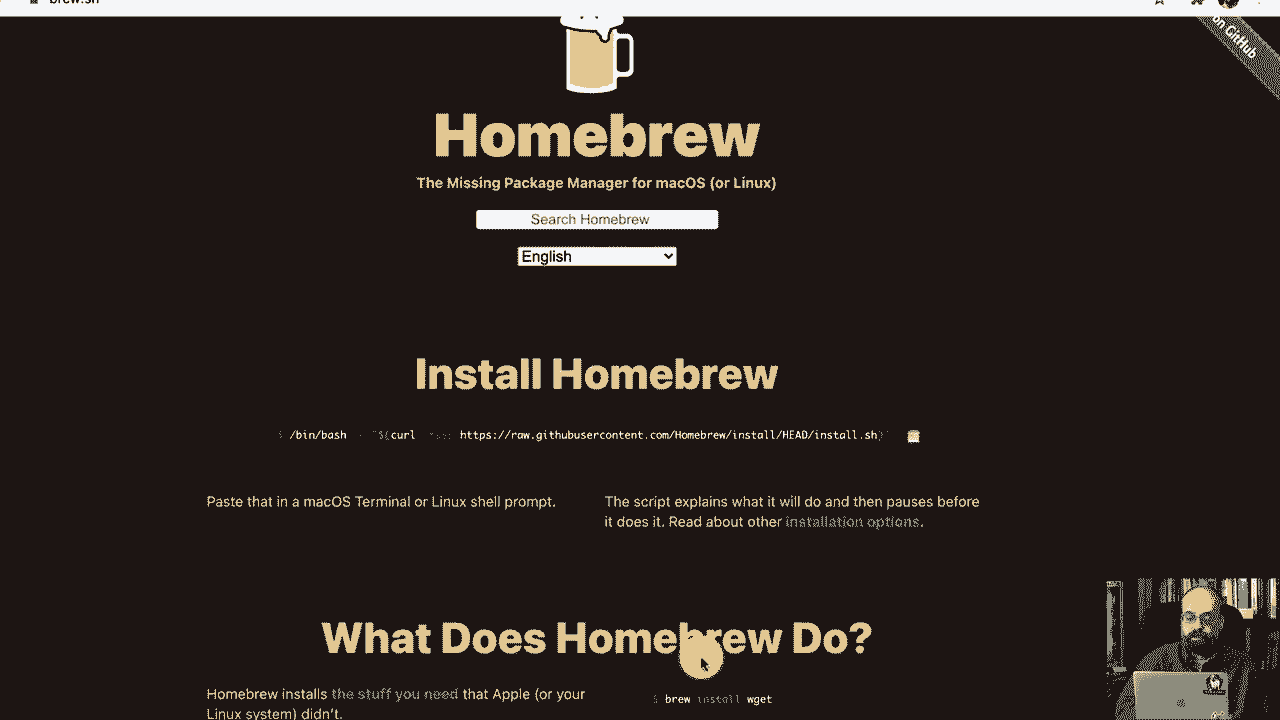 brew.sh
on GitHub
Homebrew
The Missing Package Manager for macOS (or Linux)
Search Homebrew
English
Install Homebrew
$ /bin/bash - "$(curl https://raw.githubusercontent.com/Homebrew/install/HEAD/install.sh)"
Paste that in a macOS Terminal or Linux shell prompt.
The script explains what it will do and then pauses before
it does it. Read about other installation options.
What Does Homebrew Do?
Homebrew installs the stuff you need that Apple (or your
Linux system) didn't.
$ brew install wget